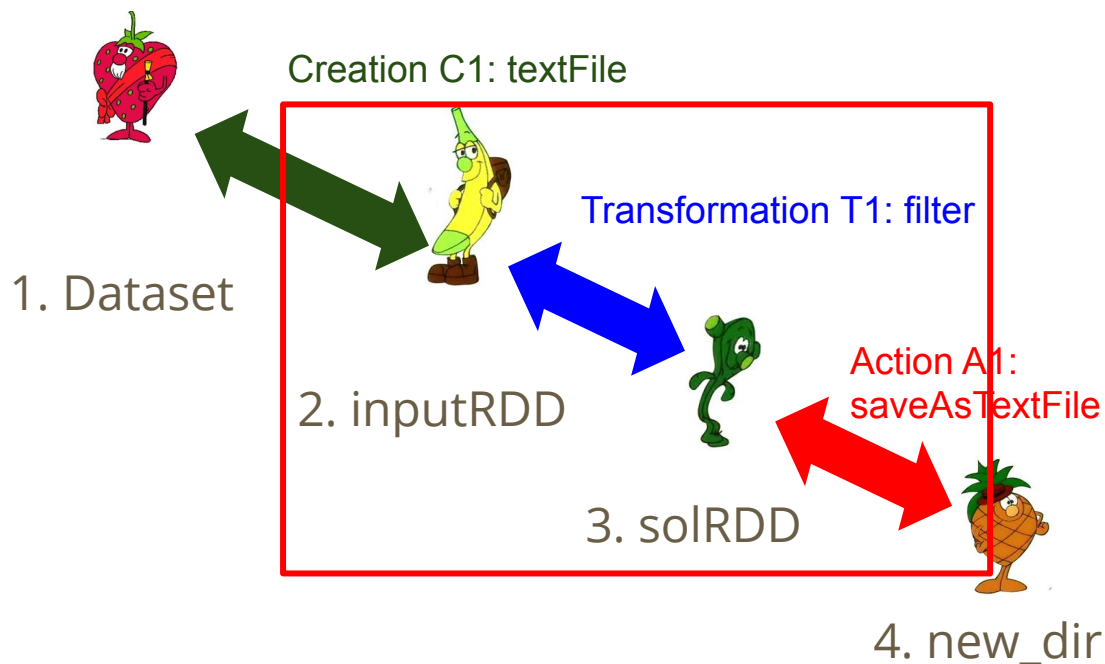 Creation C1: textFile
Transformation T1: filter
1. Dataset
Action A1:
saveAsTextFile
2. inputRDD
3. solRDD
4. new_dir